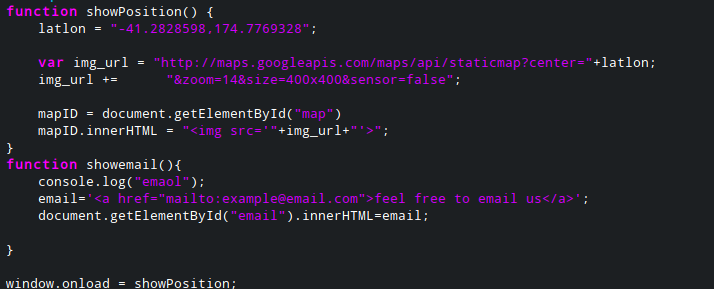 function showPosition() {
    latlon = "-41.2828598,174.7769328";
    var img_url = "http://maps.googleapis.com/maps/api/staticmap?center="+latlon;
    img_url +=      "&zoom=14&size=400x400&sensor=false";
    mapID = document.getElementById("map")
    mapID.innerHTML = "<img src='"+img_url+"'>";
}
function showemail(){
    console.log("emaol");
    email='<a href="mailto:example@email.com">feel free to email us</a>';
    document.getElementById("email").innerHTML=email;
}
window.onload = showPosition;